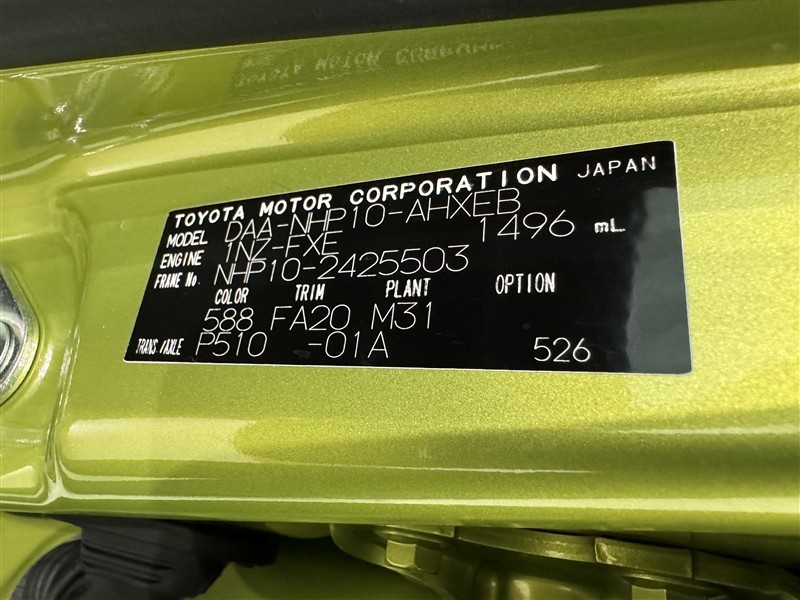 TOYOTA MOTOR CORPORATION JAPAN
MODEL DAA-NHP10-AHXEB
ENGINE 1NZ-FXE 1496 mL
FRAME No. NHP10-2425503
COLOR TRIM PLANT OPTION
588 FA20 M31
TRANS./AXLE P510 -01A 526